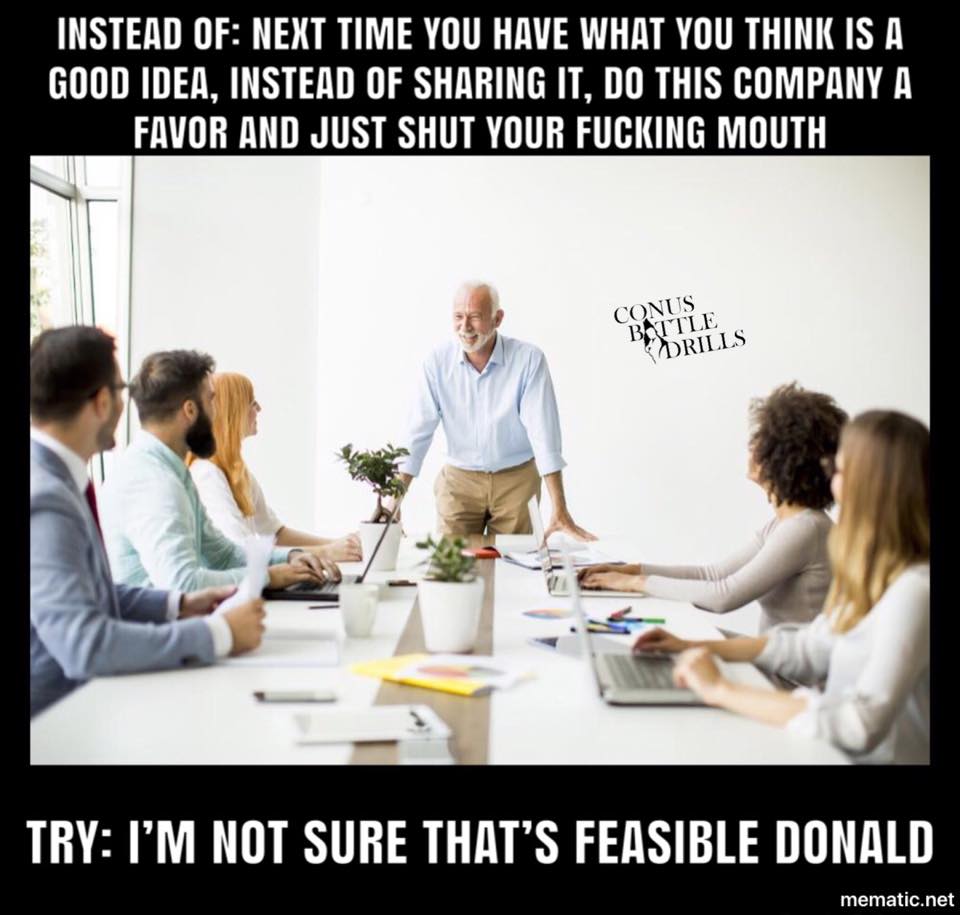 INSTEAD OF: NEXT TIME YOU HAVE WHAT YOU THINK IS A
GOOD IDEA, INSTEAD OF SHARING IT, DO THIS COMPANY A
FAVOR AND JUST SHUT YOUR FUCKING MOUTH
CONUS
BATTLE
DRILLS
TRY: I'M NOT SURE THAT'S FEASIBLE DONALD
mematic.net